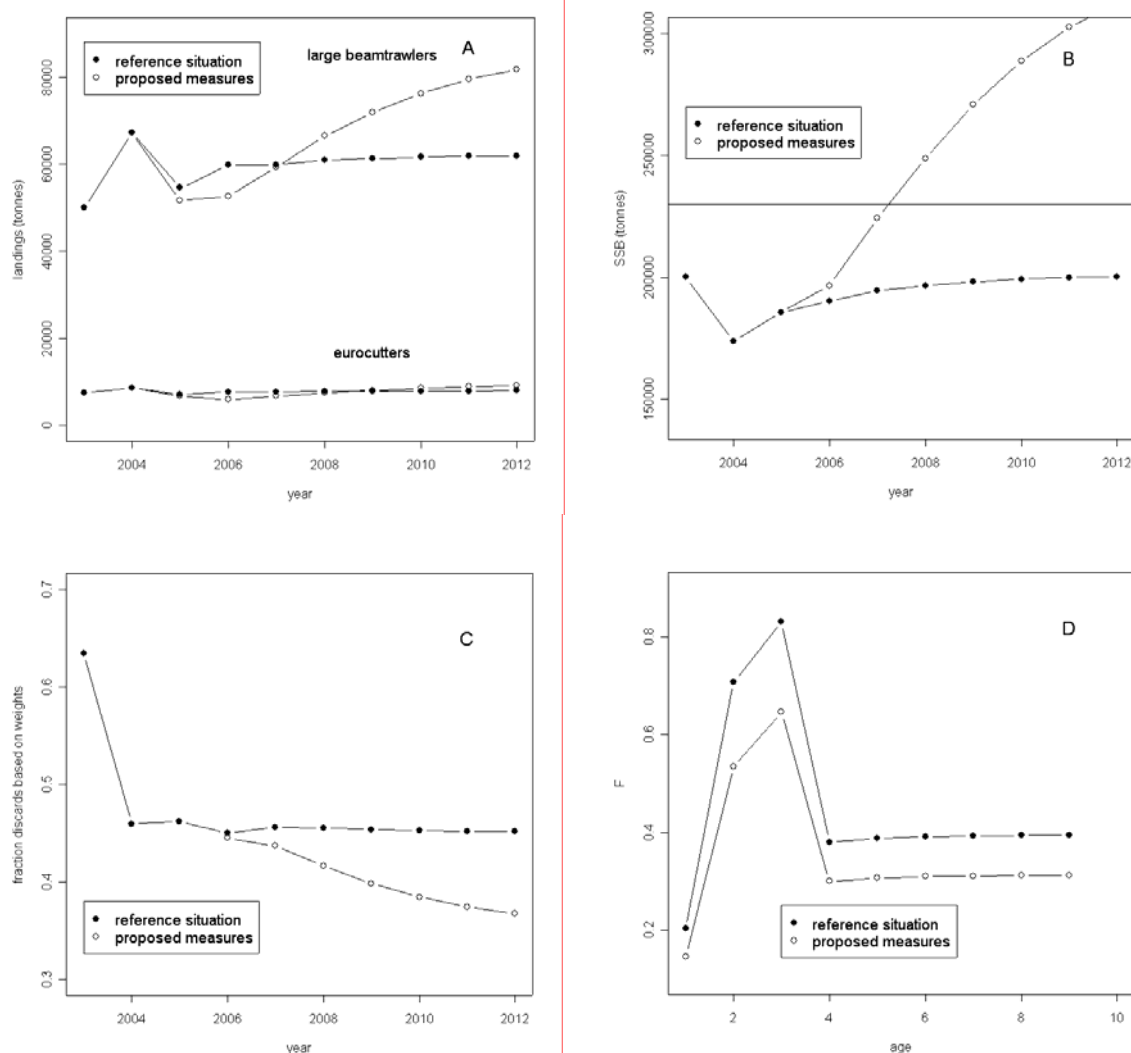 A
large beamtrawlers
reference situation
proposed measures
eurocutters
landings (tonnes)
80000
60000
40000
20000
0
2004
2006
2008
2010
2012
year
B
reference situation
proposed measures
SSB (tonnes)
300000
250000
200000
150000
2004
2006
2008
2010
2012
year
C
reference situation
proposed measures
fraction discards based on weights
0.7
0.6
0.5
0.4
0.3
2004
2006
2008
2010
2012
year
D
reference situation
proposed measures
F
0.8
0.6
0.4
0.2
2
4
6
8
10
age